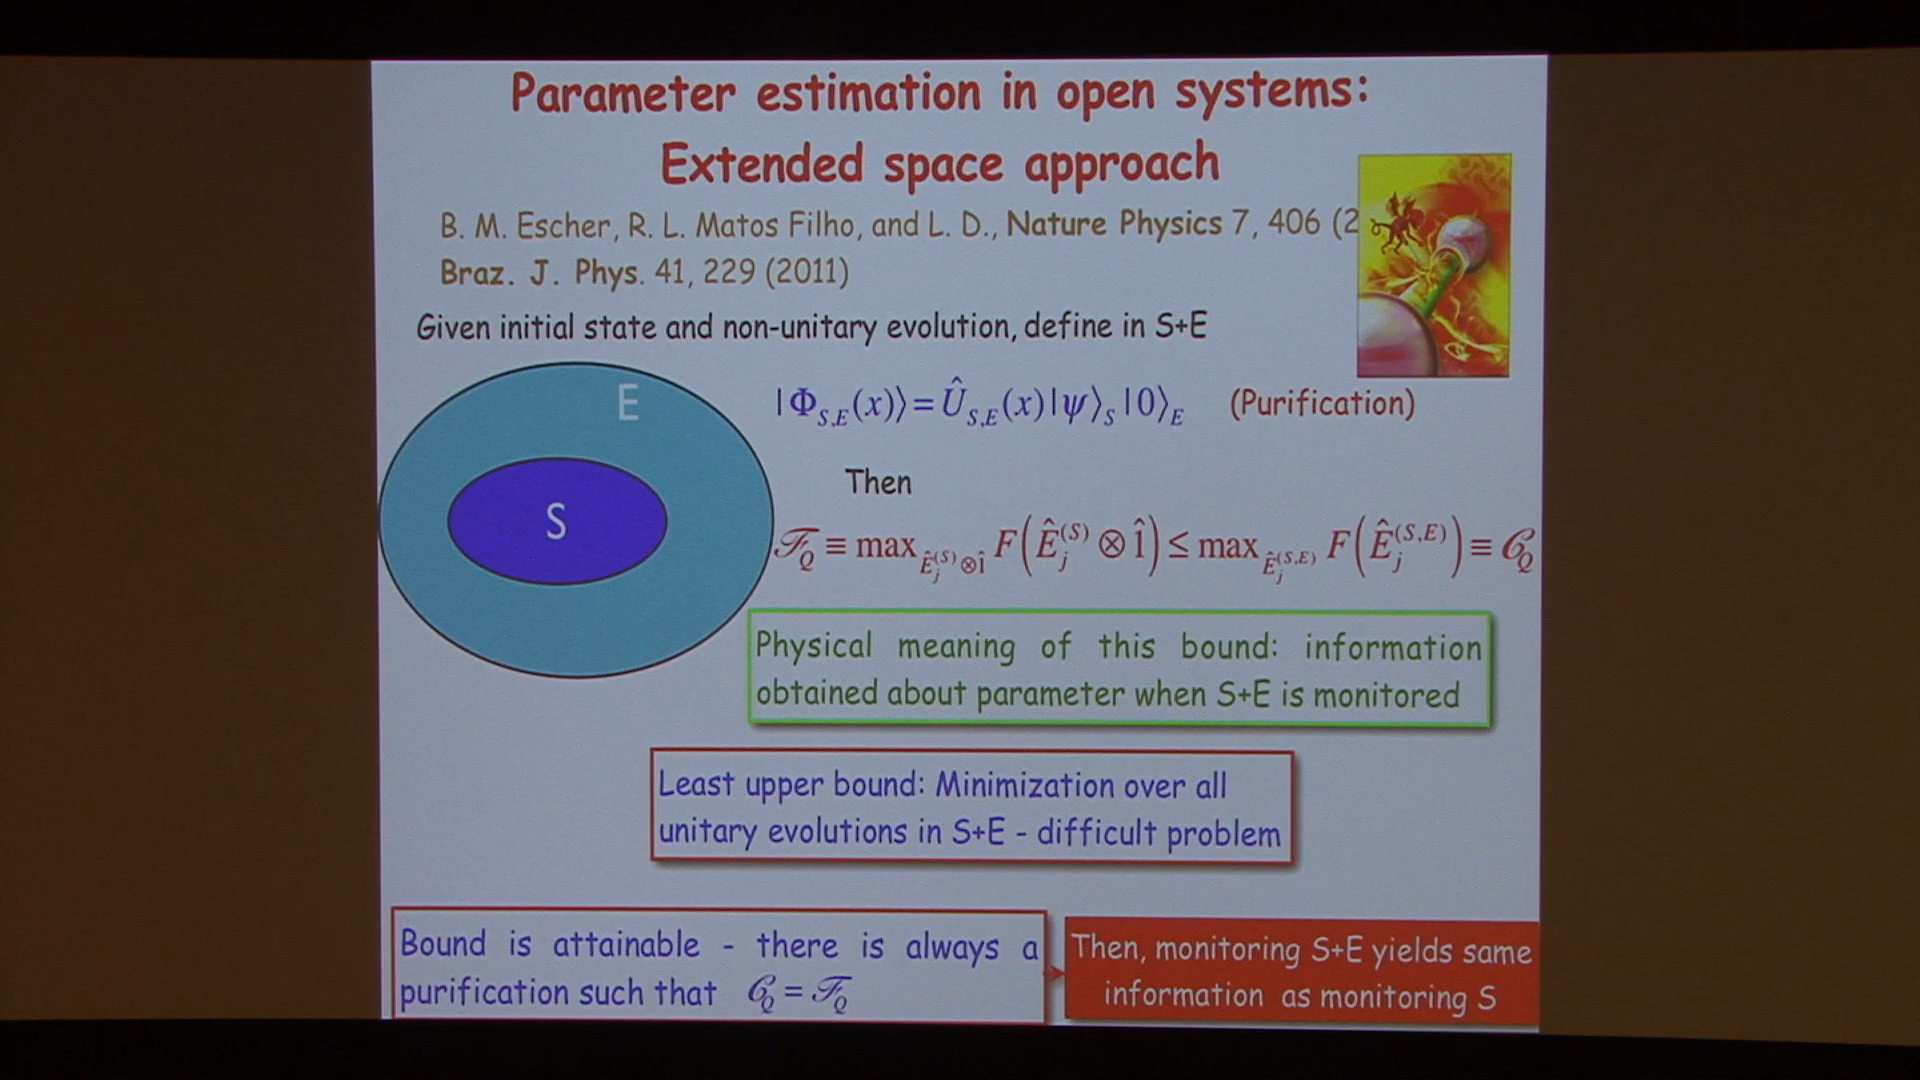 Parameter estimation in open systems:
Extended space approach
B. M. Escher, R. L. Matos Filho, and L. D., Nature Physics 7, 406 (2
Braz. J. Phys. 41, 229 (2011)
Given initial state and non-unitary evolution, define in S+E
E
S
|Φ_{S,E}(x)⟩ = Û_{S,E}(x)|ψ⟩_S|0⟩_E (Purification)
Then
ℱ_Q ≡ max_{Ê_j^{(S)}⊗1̂} F(Ê_j^{(S)} ⊗ 1̂) ≤ max_{Ê_j^{(S,E)}} F(Ê_j^{(S,E)}) ≡ 𝒞_Q
Physical meaning of this bound: information
obtained about parameter when S+E is monitored
Least upper bound: Minimization over all
unitary evolutions in S+E - difficult problem
Bound is attainable - there is always a
purification such that 𝒞_Q = ℱ_Q
Then, monitoring S+E yields same
information as monitoring S